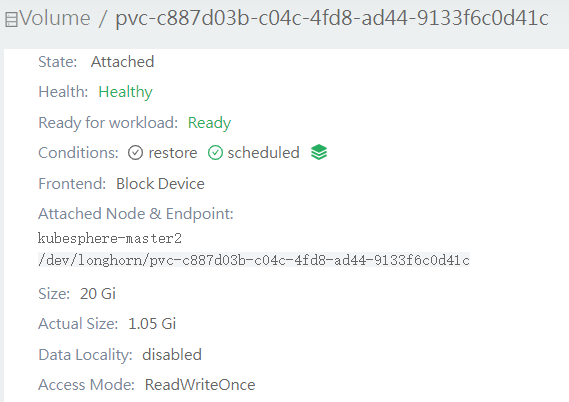 Volume / pvc-c887d03b-c04c-4fd8-ad44-9133f6c0d41c
State: Attached
Health: Healthy
Ready for workload: Ready
Conditions: restore scheduled
Frontend: Block Device
Attached Node & Endpoint:
kubesphere-master2
/dev/longhorn/pvc-c887d03b-c04c-4fd8-ad44-9133f6c0d41c
Size: 20 Gi
Actual Size: 1.05 Gi
Data Locality: disabled
Access Mode: ReadWriteOnce